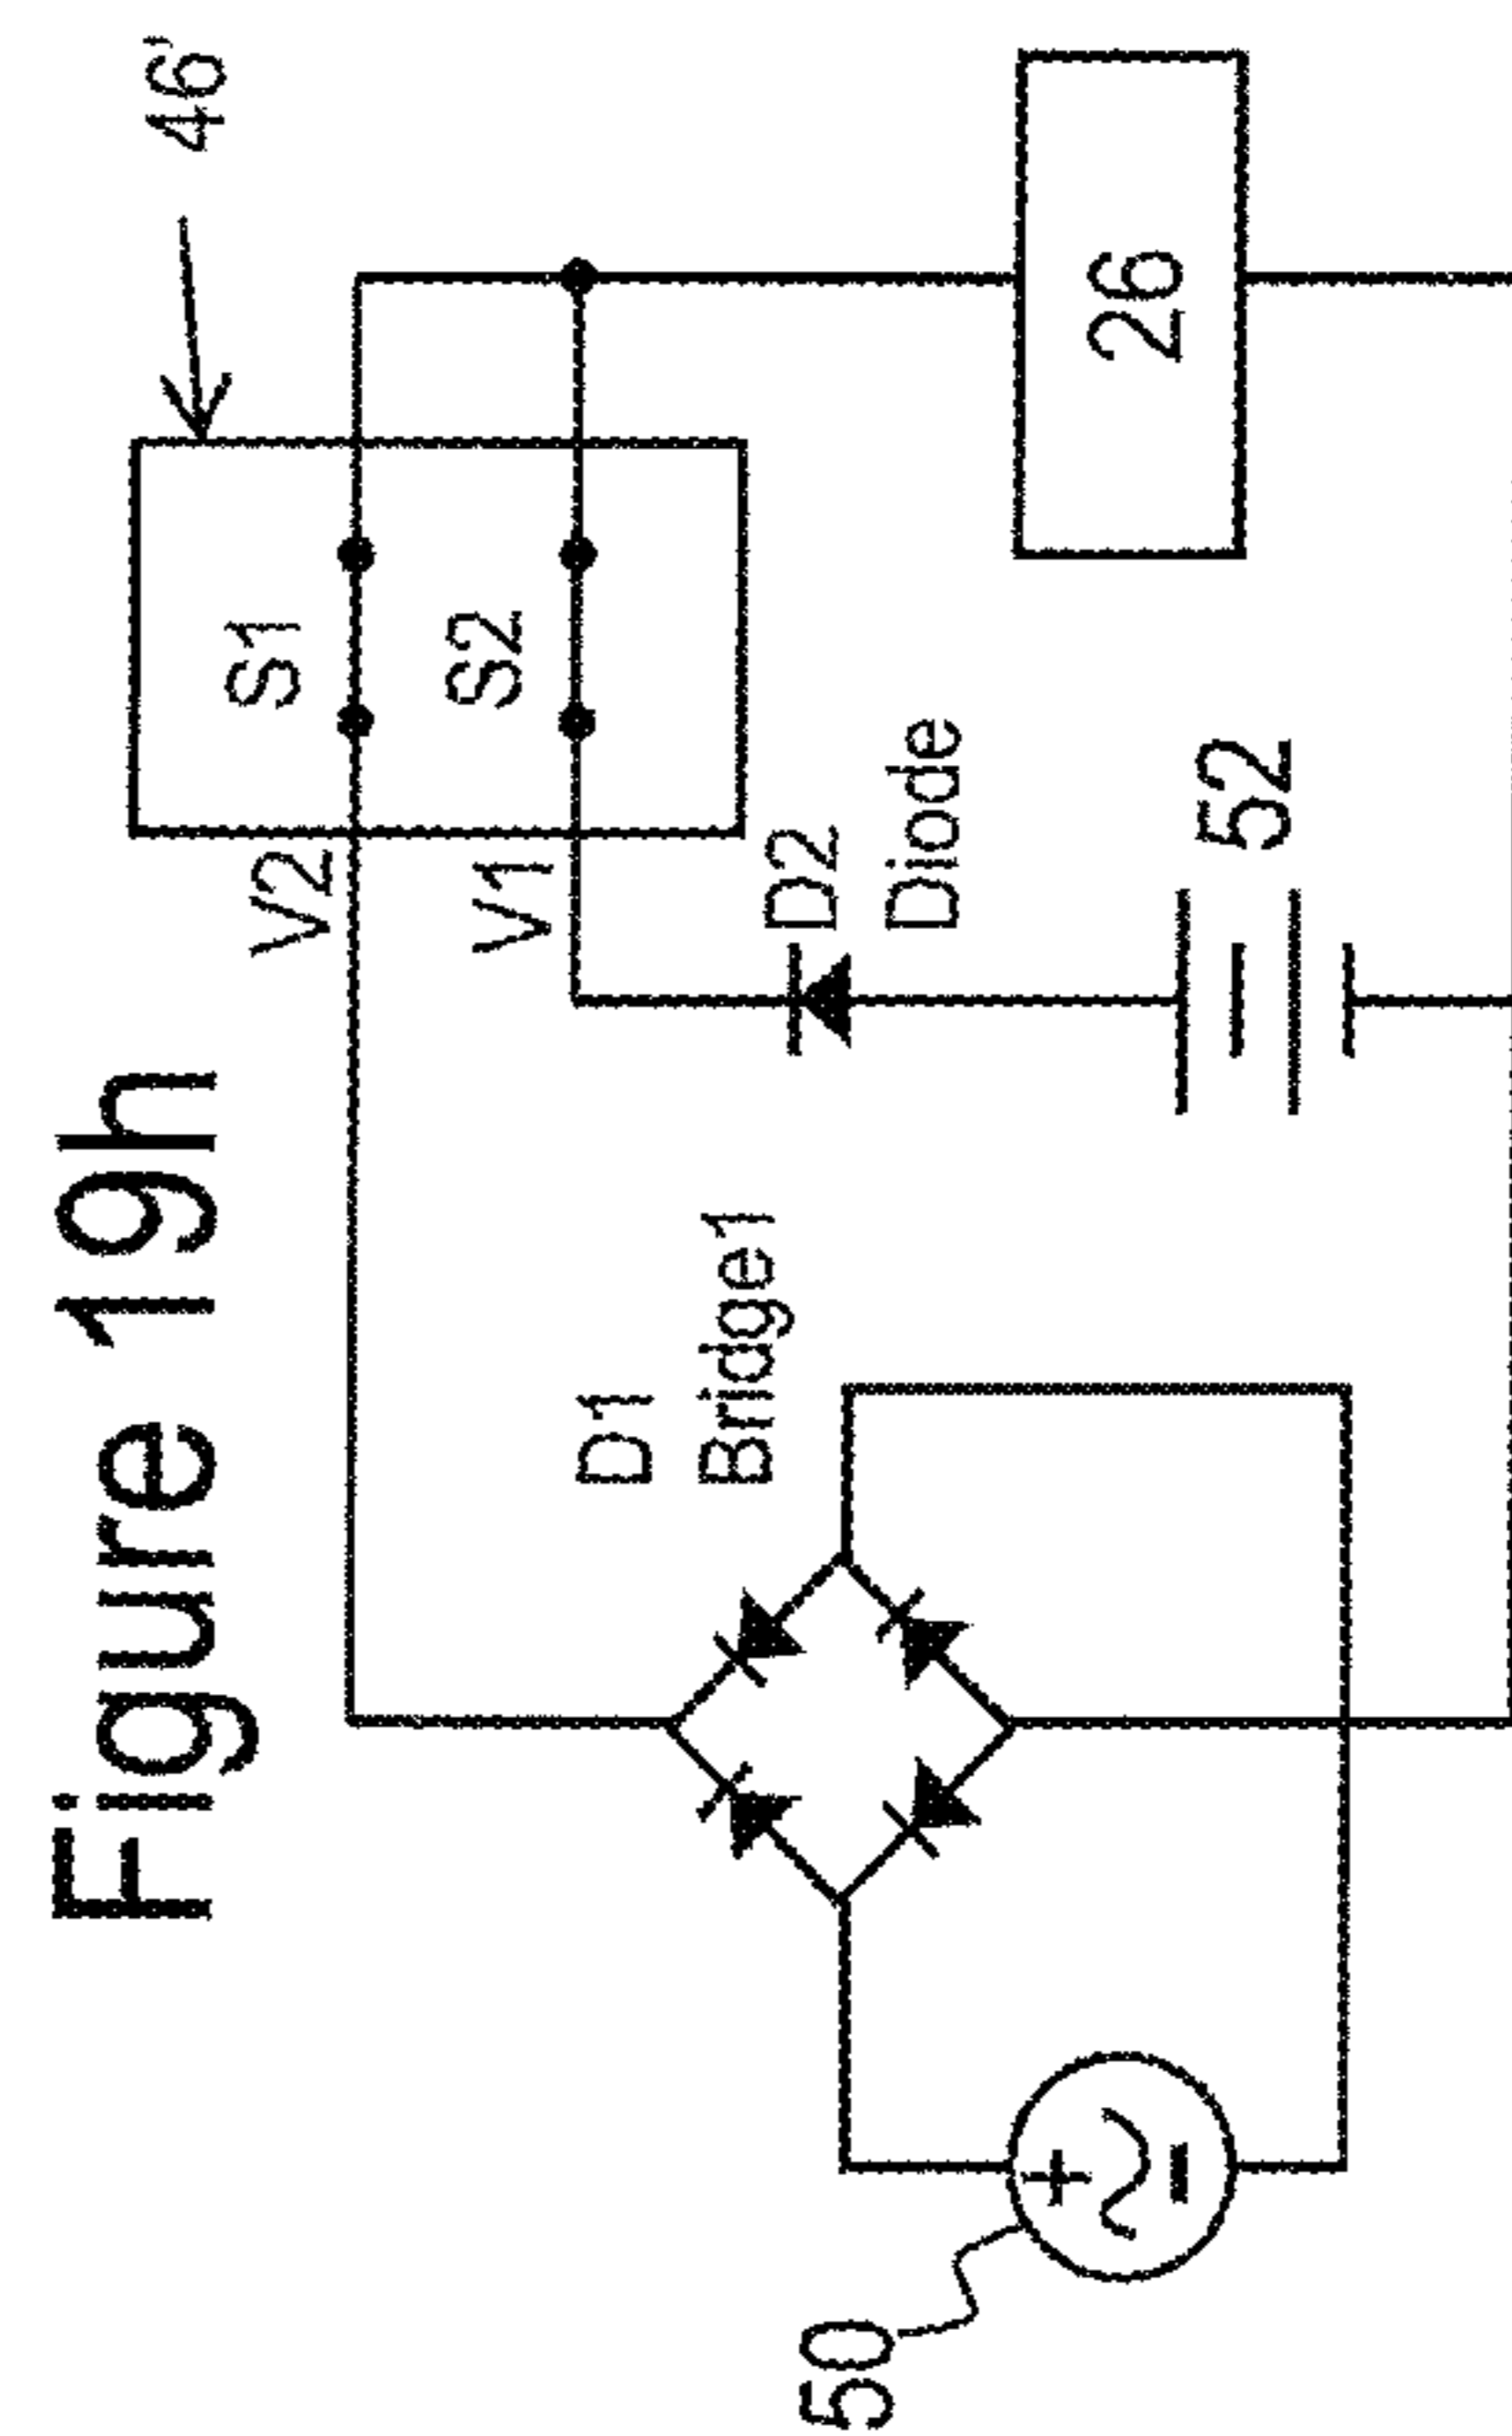 Figure 19h
46'
V2
S1
V1
S2
D1
Bridge1
D2
Diode
50
+
-
52
26